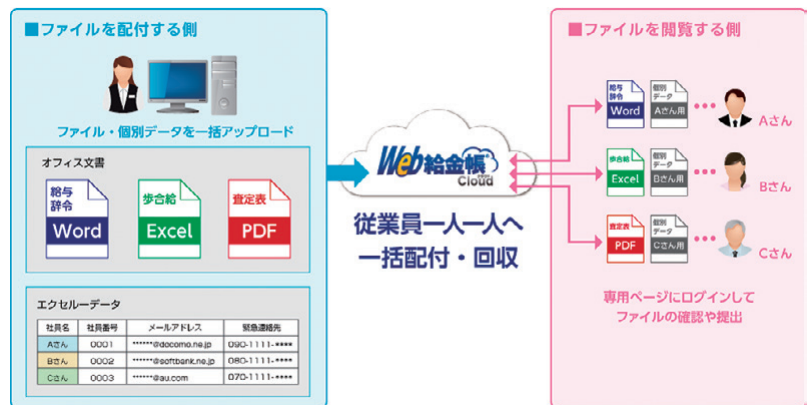 ■ファイルを配付する側
ファイル・個別データを一括アップロード
オフィス文書
給与
辞令
Word
歩合給
Excel
査定表
PDF
エクセルデータ
社員名 社員番号 メールアドレス 緊急連絡先
Aさん 0001 ******@docomo.ne.jp 090-1111-****
Bさん 0002 ******@softbank.ne.jp 080-1111-****
Cさん 0003 ******@au.com 070-1111-****
Web給金帳
Cloud
従業員一人一人へ
一括配付・回収
■ファイルを閲覧する側
給与
辞令
Word
個別
データ
Aさん用
Aさん
歩合給
Excel
個別
データ
Bさん用
Bさん
査定表
PDF
個別
データ
Cさん用
Cさん
専用ページにログインして
ファイルの確認や提出